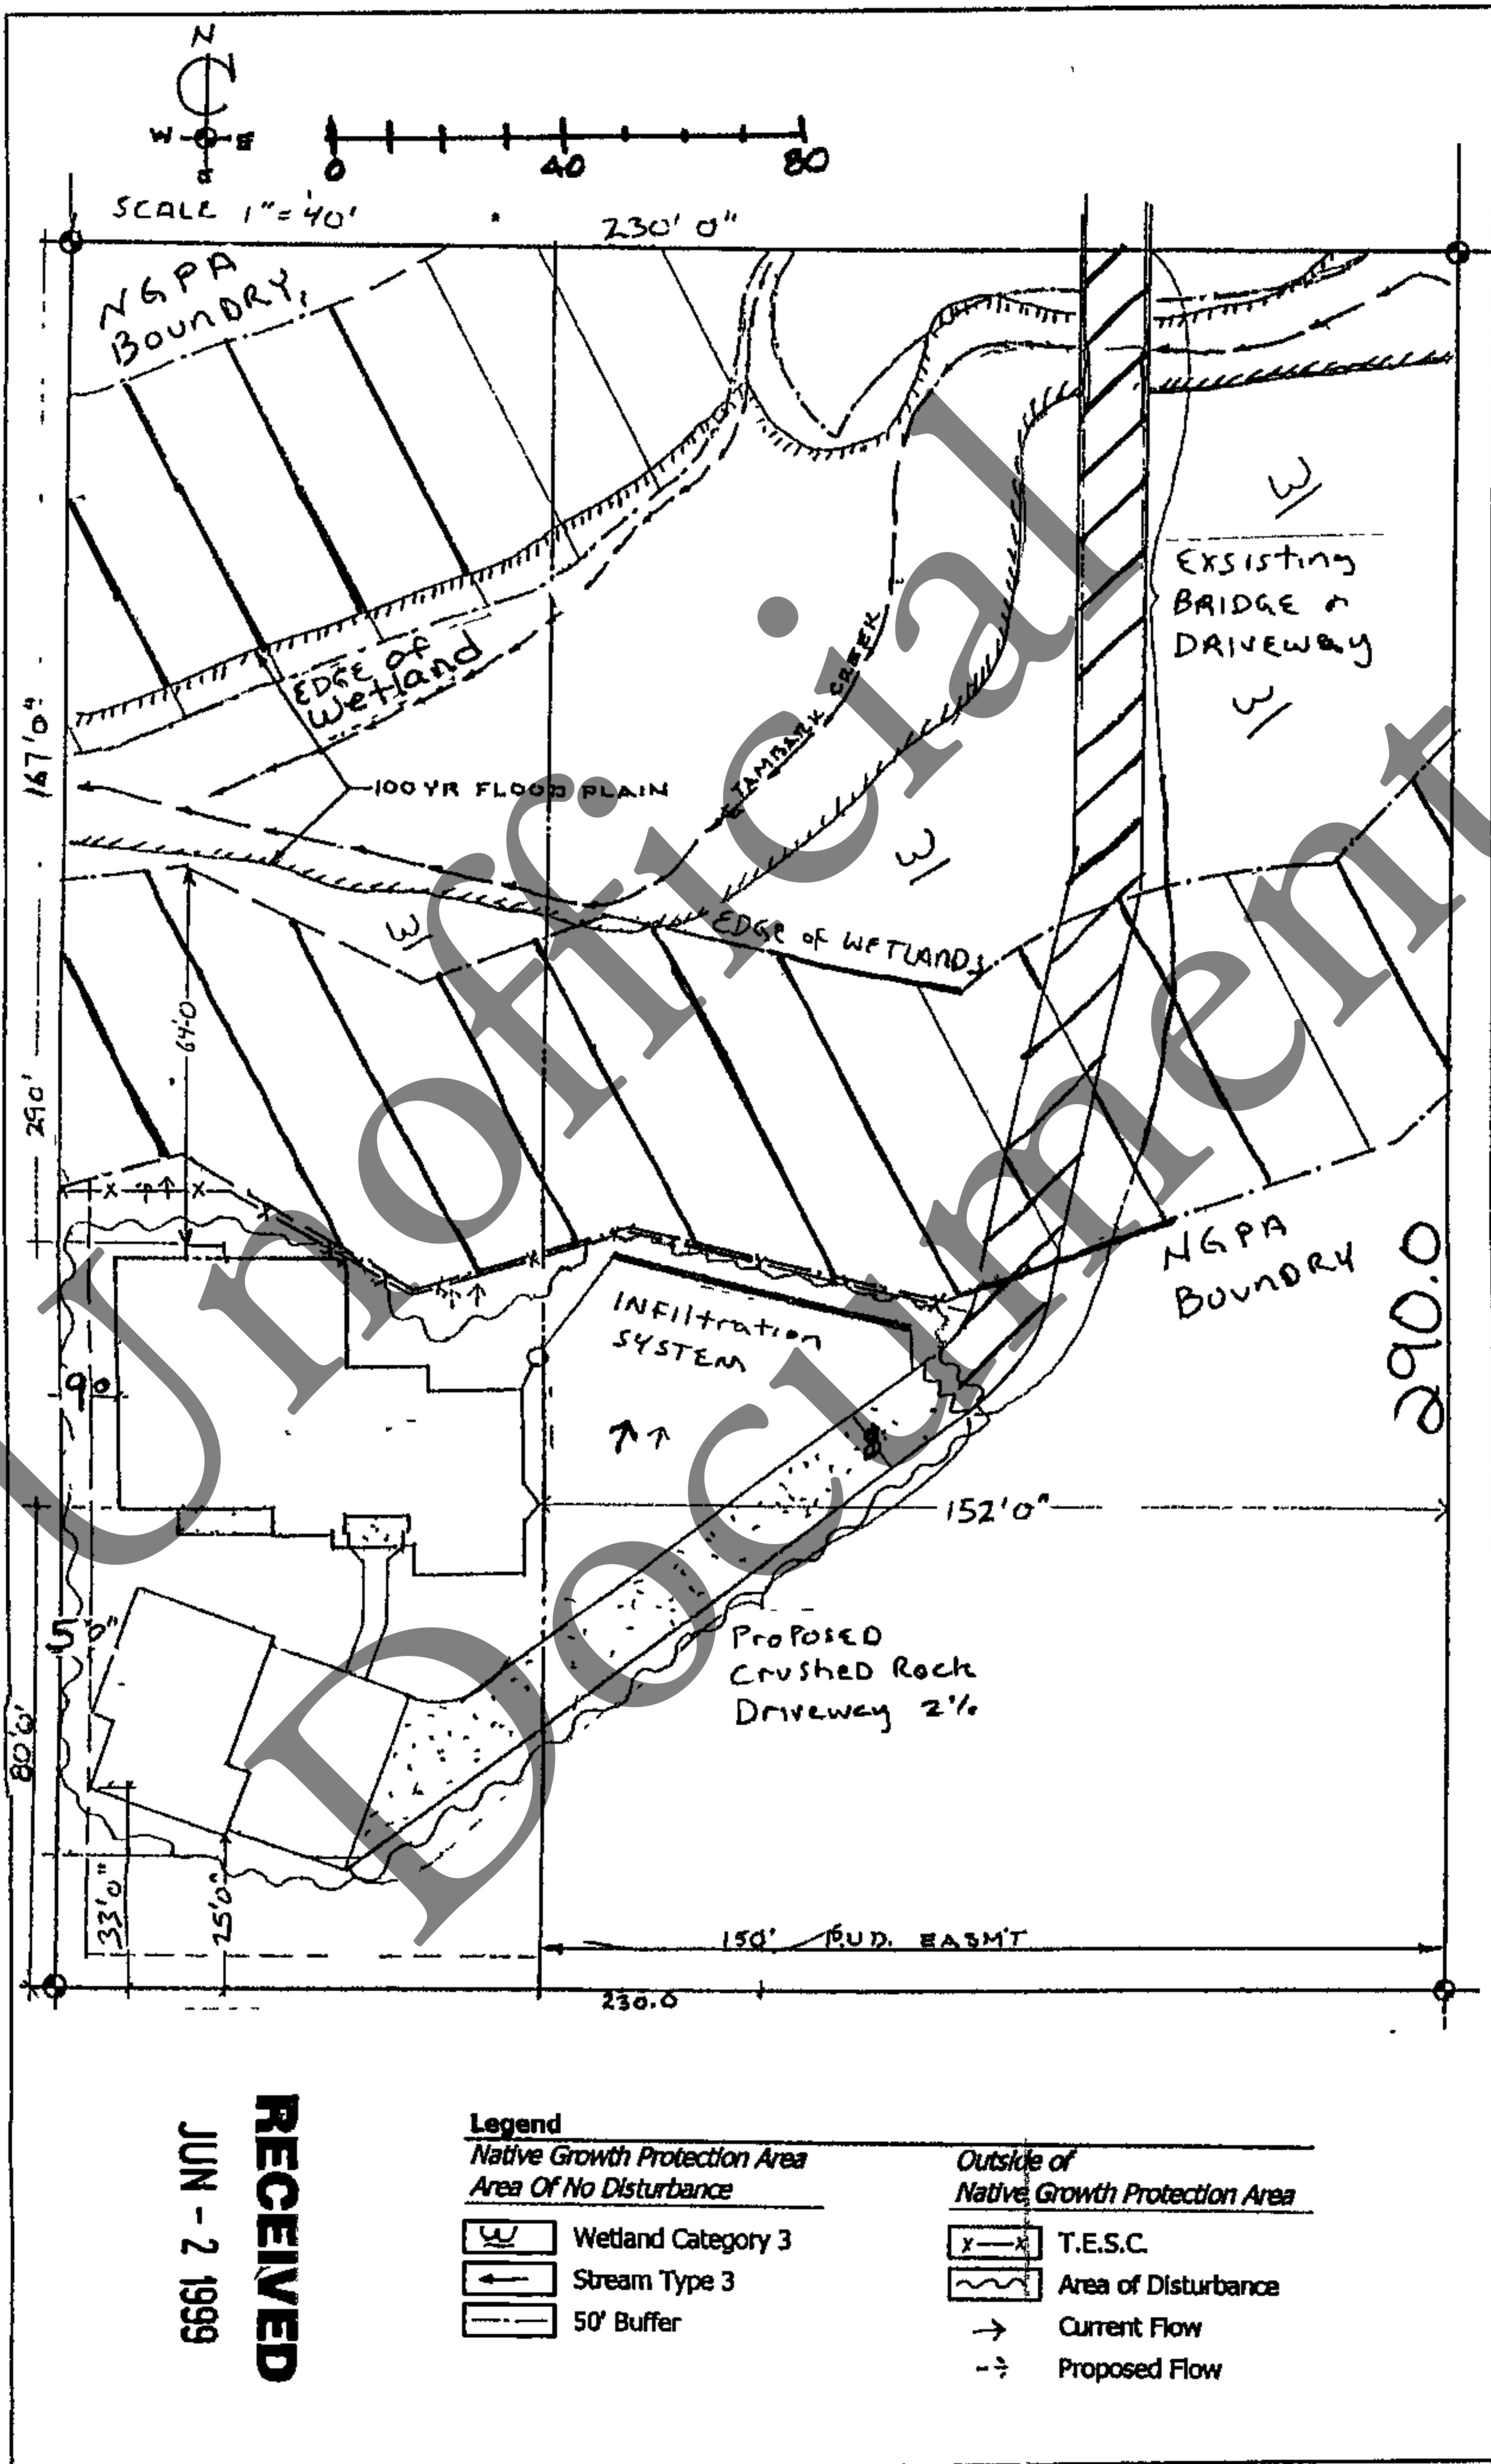 N
W
E
0 40 80
SCALE 1"=40'
230' 0"
NGPA
BOUNDRY,
W
EXSISTING
BRIDGE &
DRIVEWAY
W
EDGE of
Wetland
TAMBARK CREEK
167'0"
100 YR FLOOD PLAIN
W
W
EDGE of WETLANDS
64'-0
290'
NGPA
BOUNDRY
290.0
INFiltration
SYSTEM
90
8
152'0"
5'0"
PROPOSED
CrusheD Rock
Driveway 2%
80'0"
33'0"
25'0"
150' P.U.D. EASM'T
230.0
RECEIVED
JUN - 2 1999
Legend
Native Growth Protection Area
Area Of No Disturbance
W Wetland Category 3
Stream Type 3
50' Buffer
Outside of
Native Growth Protection Area
x—x T.E.S.C.
Area of Disturbance
Current Flow
Proposed Flow
Unofficial
Document